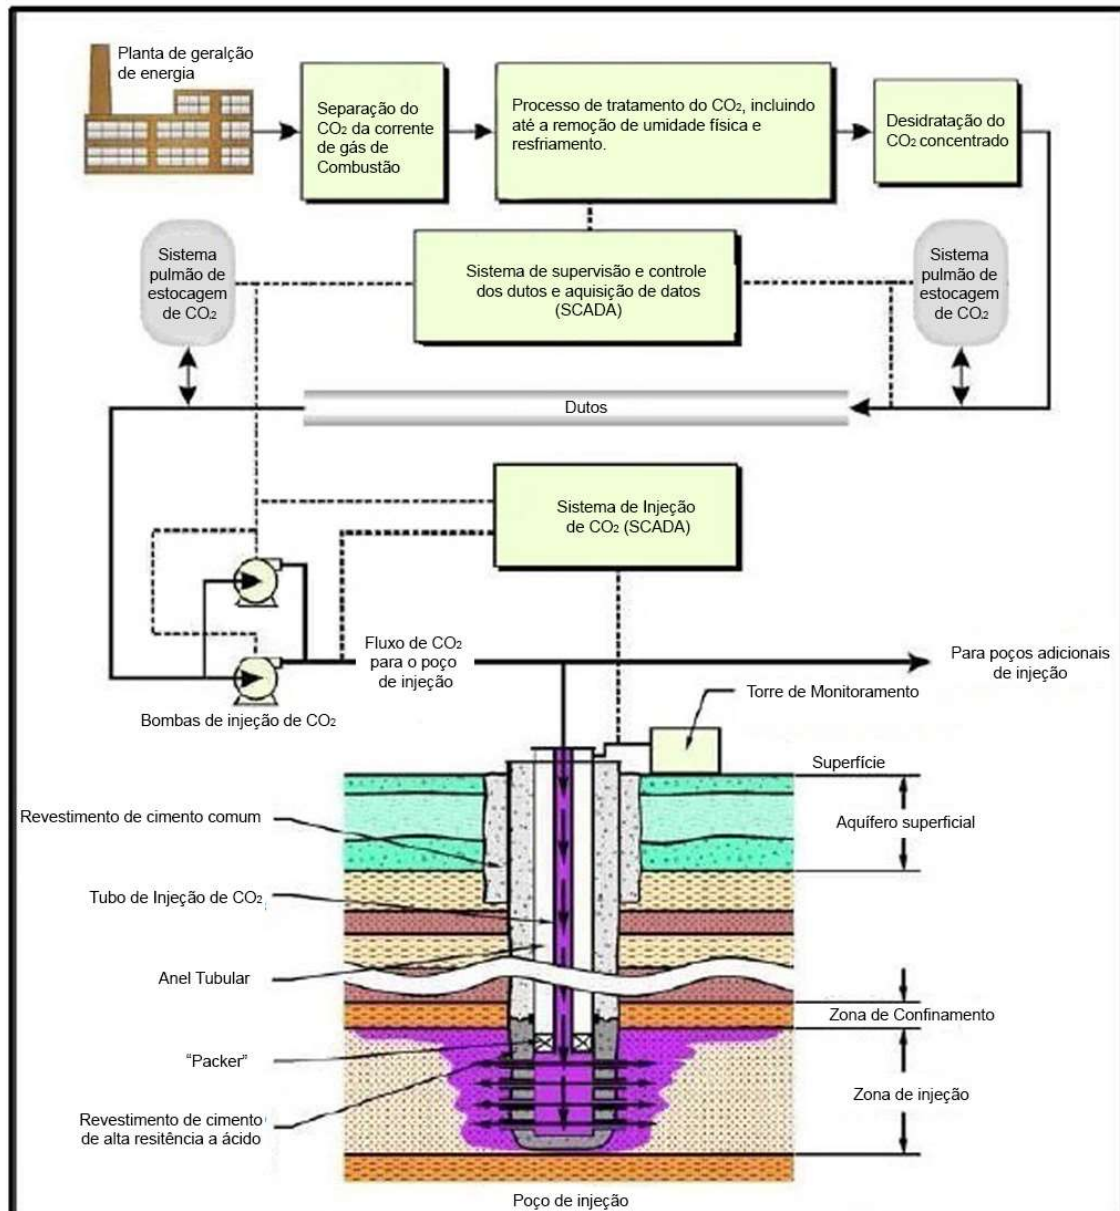 Planta de geralção
de energia
Separação do
CO₂ da corrente
de gás de
Combustão
Processo de tratamento do CO₂, incluindo
até a remoção de umidade física e
resfriamento.
Desidratação do
CO₂ concentrado
Sistema
pulmão de
estocagem
de CO₂
Sistema de supervisão e controle
dos dutos e aquisição de datos
(SCADA)
Sistema
pulmão de
estocagem
de CO₂
Dutos
Sistema de Injeção
de CO₂ (SCADA)
Fluxo de CO₂
para o poço
de injeção
Para poços adicionais
de injeção
Bombas de injeção de CO₂
Torre de Monitoramento
Superfície
Revestimento de cimento comum
Aquífero superficial
Tubo de Injeção de CO₂
Anel Tubular
Zona de Confinamento
“Packer”
Zona de injeção
Revestimento de cimento
de alta resitência a ácido
Poço de injeção